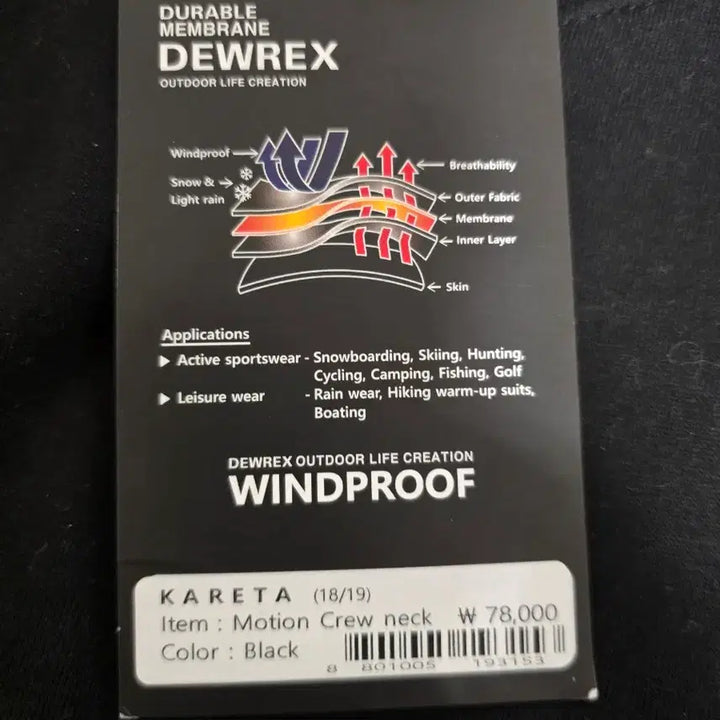 DURABLE
MEMBRANE
DEWREX
OUTDOOR LIFE CREATION
Windproof
Snow &
Light rain
Breathability
Outer Fabric
Membrane
Inner Layer
Skin
Applications
▶ Active sportswear - Snowboarding, Skiing, Hunting,
Cycling, Camping, Fishing, Golf
▶ Leisure wear - Rain wear, Hiking warm-up suits,
Boating
DEWREX OUTDOOR LIFE CREATION
WINDPROOF
KARETA (18/19)
Item : Motion Crew neck ₩ 78,000
Color : Black
8 801005 193153